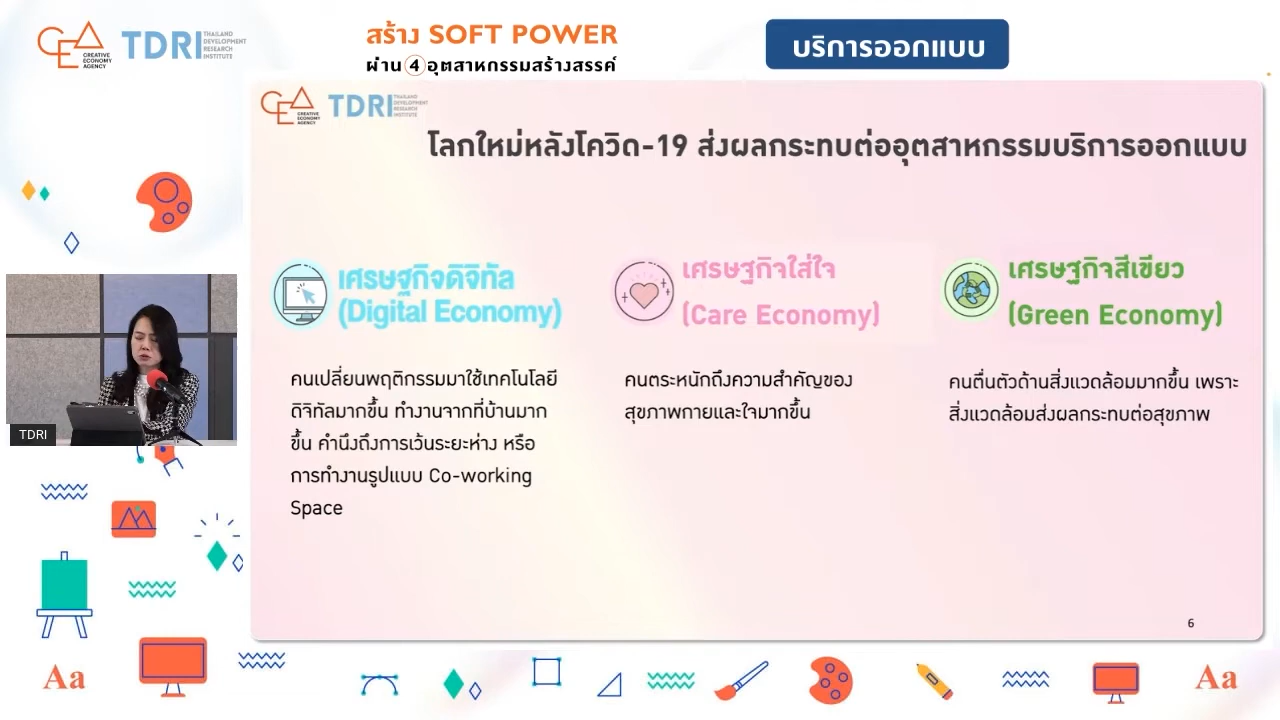 CEA
CREATIVE
ECONOMY
AGENCY
TDRI
THAILAND
DEVELOPMENT
RESEARCH
INSTITUTE
สร้าง SOFT POWER
ผ่าน 4 อุตสาหกรรมสร้างสรรค์
บริการออกแบบ
CEA
CREATIVE
ECONOMY
AGENCY
TDRI
THAILAND
DEVELOPMENT
RESEARCH
INSTITUTE
โลกใหม่หลังโควิด-19 ส่งผลกระทบต่ออุตสาหกรรมบริการออกแบบ
เศรษฐกิจดิจิทัล
(Digital Economy)
คนเปลี่ยนพฤติกรรมมาใช้เทคโนโลยี
ดิจิทัลมากขึ้น ทำงานจากที่บ้านมาก
ขึ้น คำนึงถึงการเว้นระยะห่าง หรือ
การทำงานรูปแบบ Co-working
Space
เศรษฐกิจใส่ใจ
(Care Economy)
คนตระหนักถึงความสำคัญของ
สุขภาพกายและใจมากขึ้น
เศรษฐกิจสีเขียว
(Green Economy)
คนตื่นตัวด้านสิ่งแวดล้อมมากขึ้น เพราะ
สิ่งแวดล้อมส่งผลกระทบต่อสุขภาพ
6
TDRI
Aa
Aa